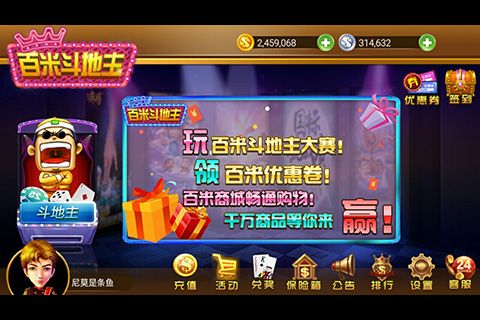 百米斗地主
2,459,068
314,632
优惠券
签到
百米斗地主
玩百米斗地主大赛!
领百米优惠卷!
百米商城畅通购物!
千万商品等你来赢!
斗地主
尼莫是条鱼
充值
活动
兑奖
保险箱
公告
排行
设置
24
客服